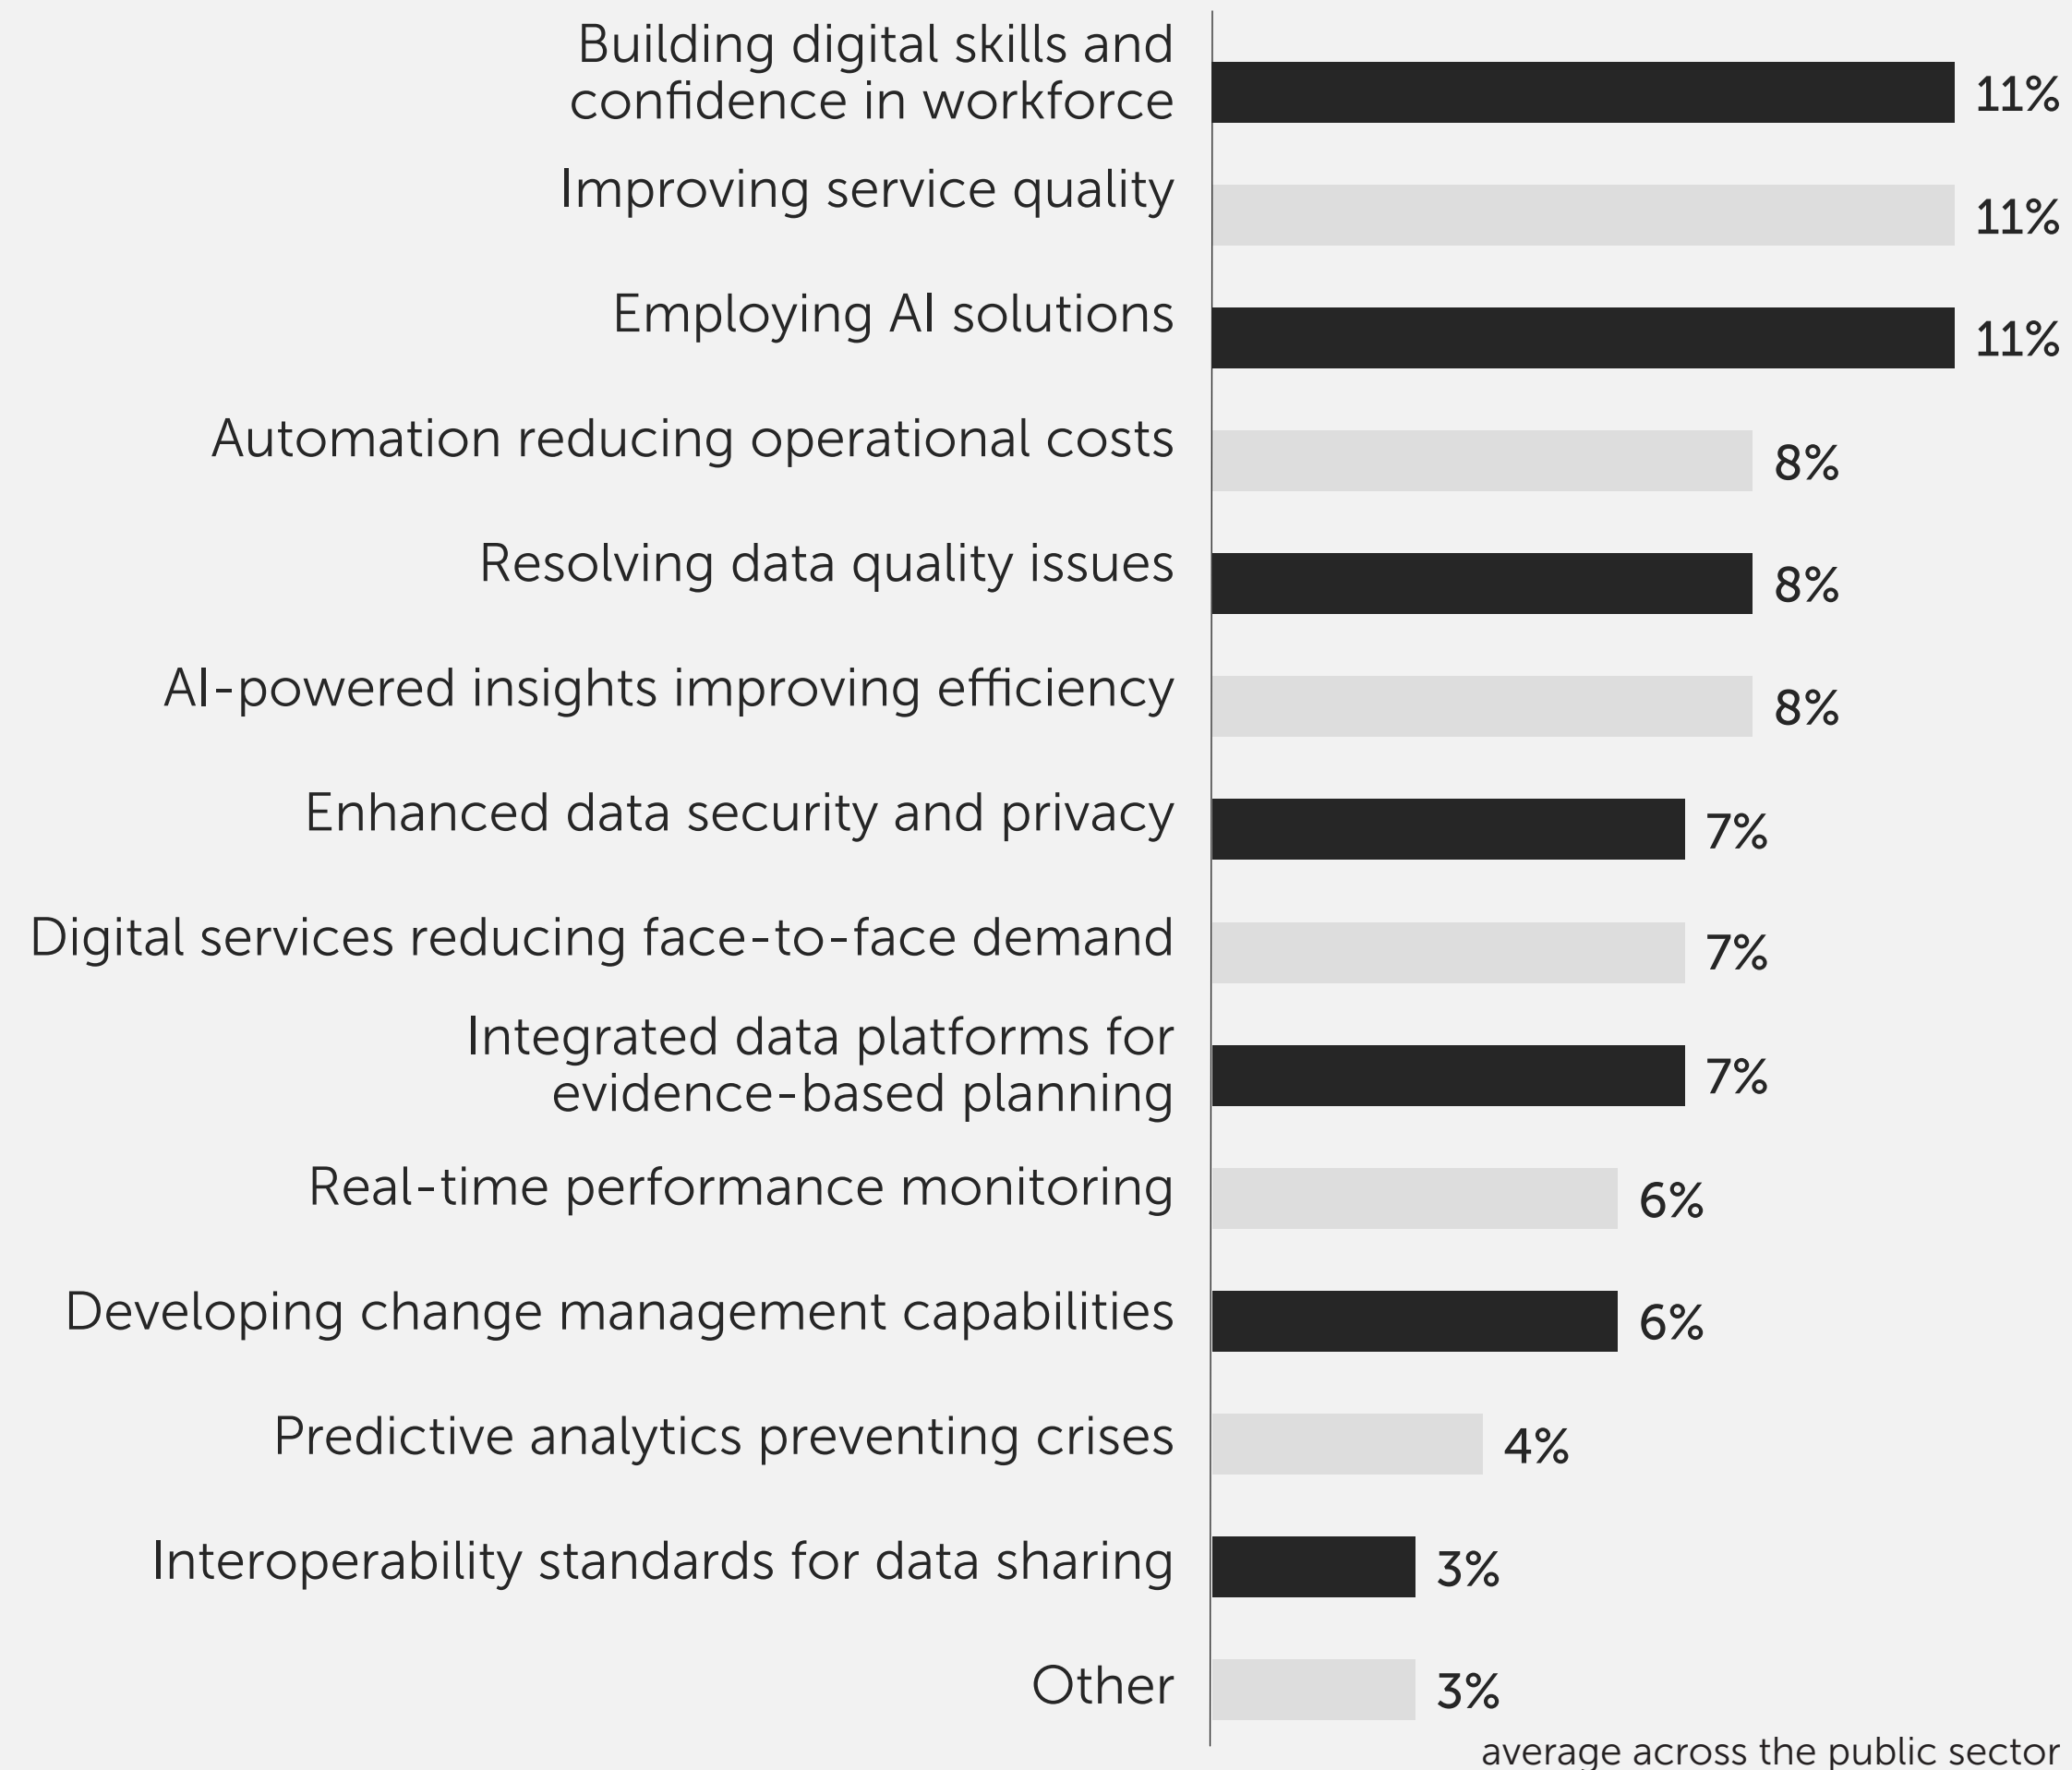 Building digital skills and
confidence in workforce
11%
Improving service quality
11%
Employing AI solutions
11%
Automation reducing operational costs
8%
Resolving data quality issues
8%
AI-powered insights improving efficiency
8%
Enhanced data security and privacy
7%
Digital services reducing face-to-face demand
7%
Integrated data platforms for
evidence-based planning
7%
Real-time performance monitoring
6%
Developing change management capabilities
6%
Predictive analytics preventing crises
4%
Interoperability standards for data sharing
3%
Other
3%
average across the public sector